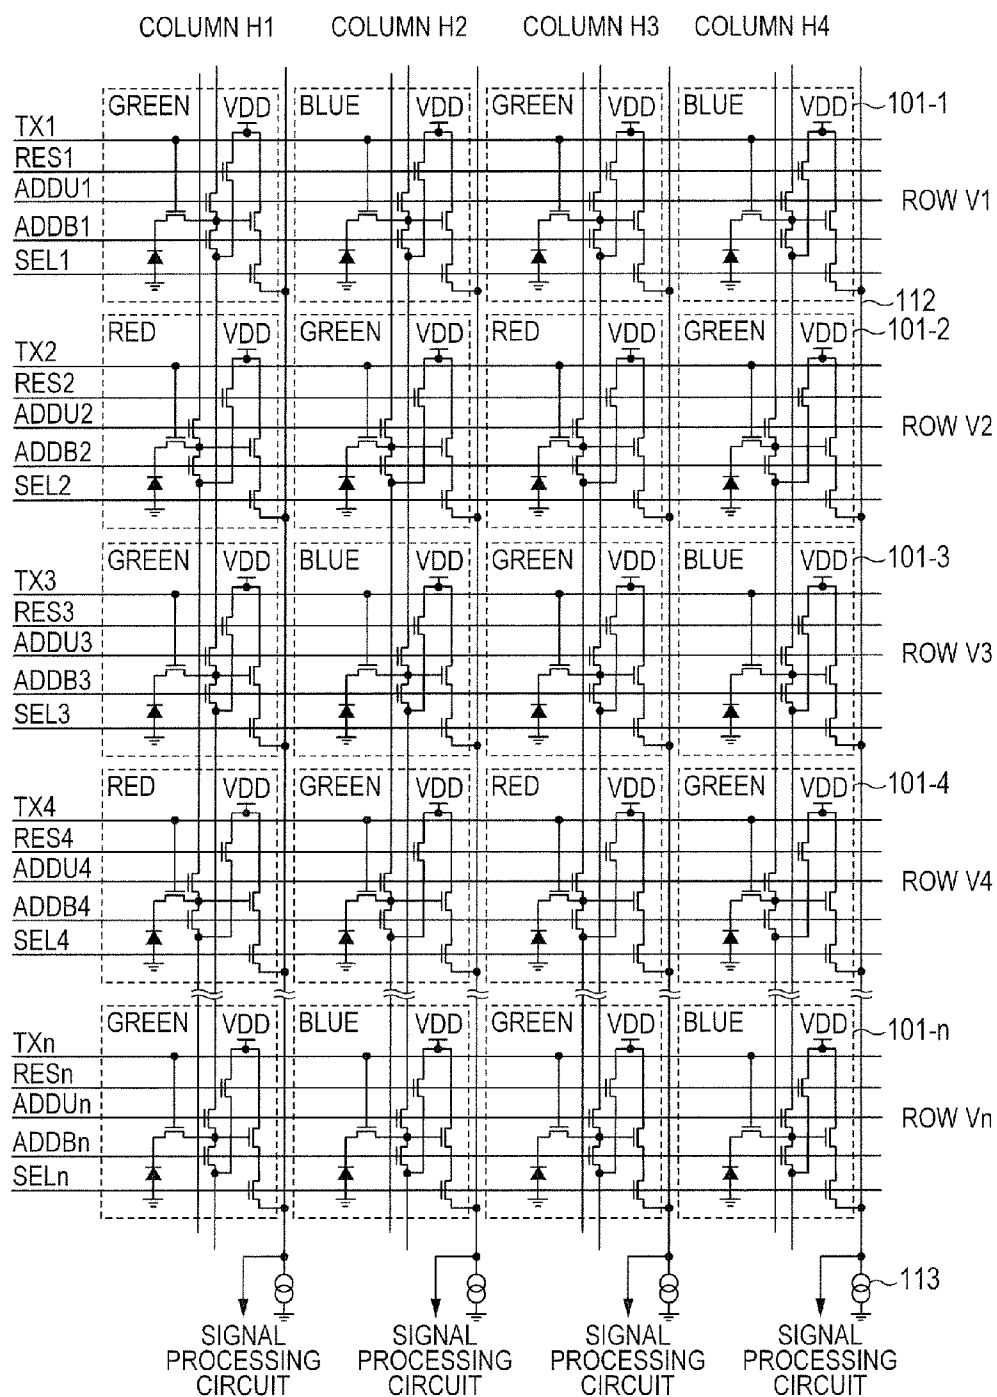 COLUMN H1 COLUMN H2 COLUMN H3 COLUMN H4
GREEN VDD BLUE VDD GREEN VDD BLUE VDD 101-1
TX1
RES1
ADDU1 ROW V1
ADDB1
SEL1
112
RED VDD GREEN VDD RED VDD GREEN VDD 101-2
TX2
RES2
ADDU2 ROW V2
ADDB2
SEL2
GREEN VDD BLUE VDD GREEN VDD BLUE VDD 101-3
TX3
RES3
ADDU3 ROW V3
ADDB3
SEL3
RED VDD GREEN VDD RED VDD GREEN VDD 101-4
TX4
RES4
ADDU4 ROW V4
ADDB4
SEL4
GREEN VDD BLUE VDD GREEN VDD BLUE VDD 101-n
TXn
RESn
ADDUn ROW Vn
ADDBn
SELn
113
SIGNAL SIGNAL SIGNAL SIGNAL
PROCESSING PROCESSING PROCESSING PROCESSING
CIRCUIT CIRCUIT CIRCUIT CIRCUIT